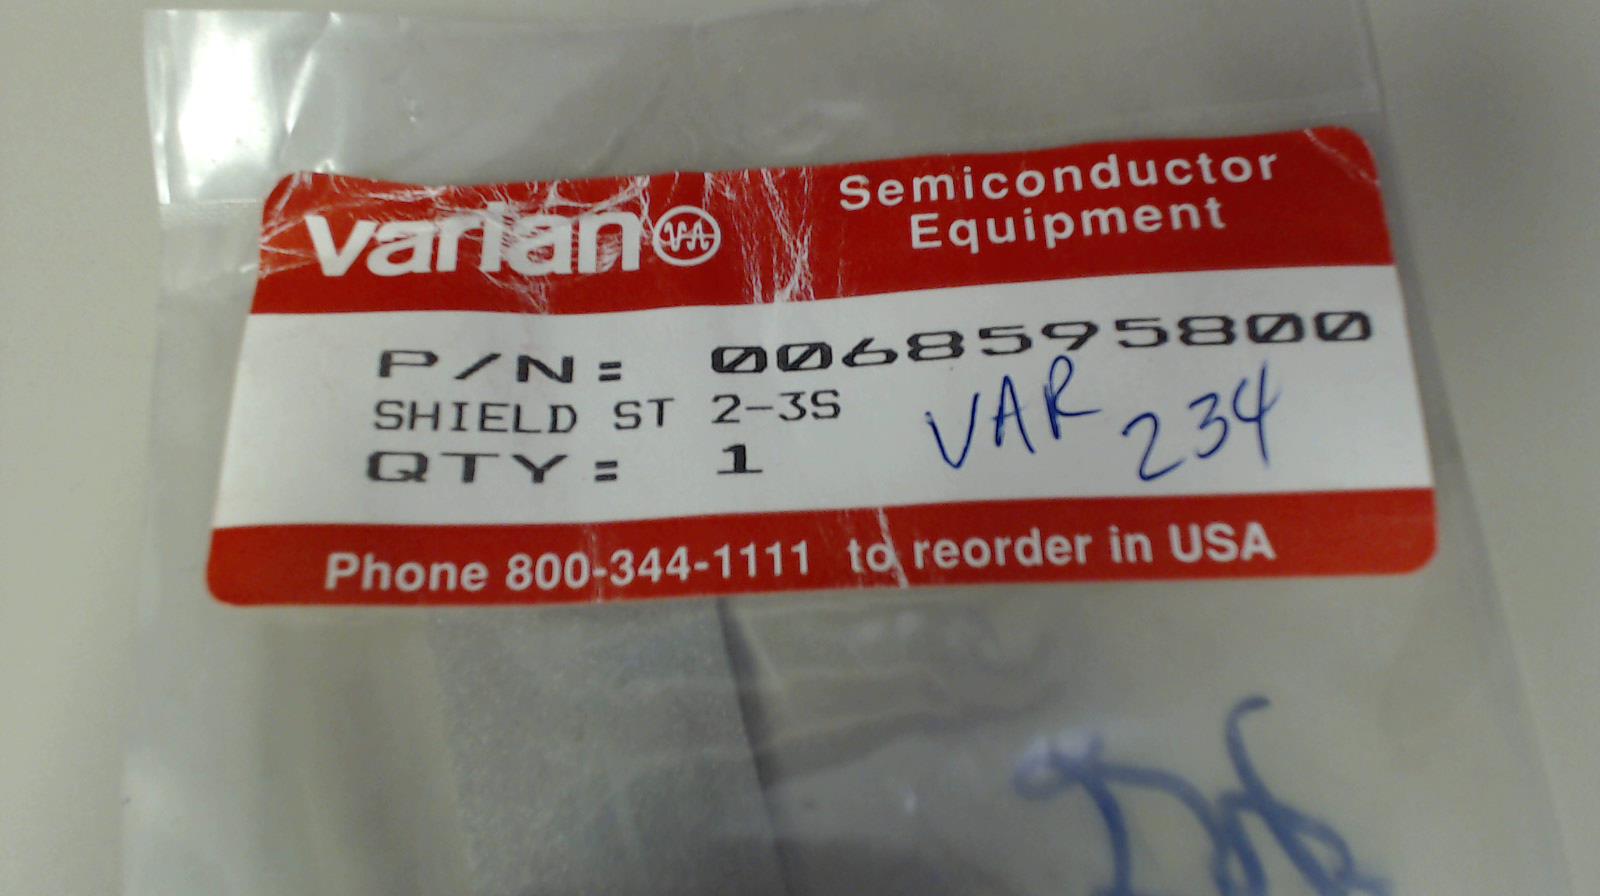 varian VA
Semiconductor
Equipment
P/N: 0068595800
SHIELD ST 2-3S
QTY: 1
VAR 234
Phone 800-344-1111 to reorder in USA